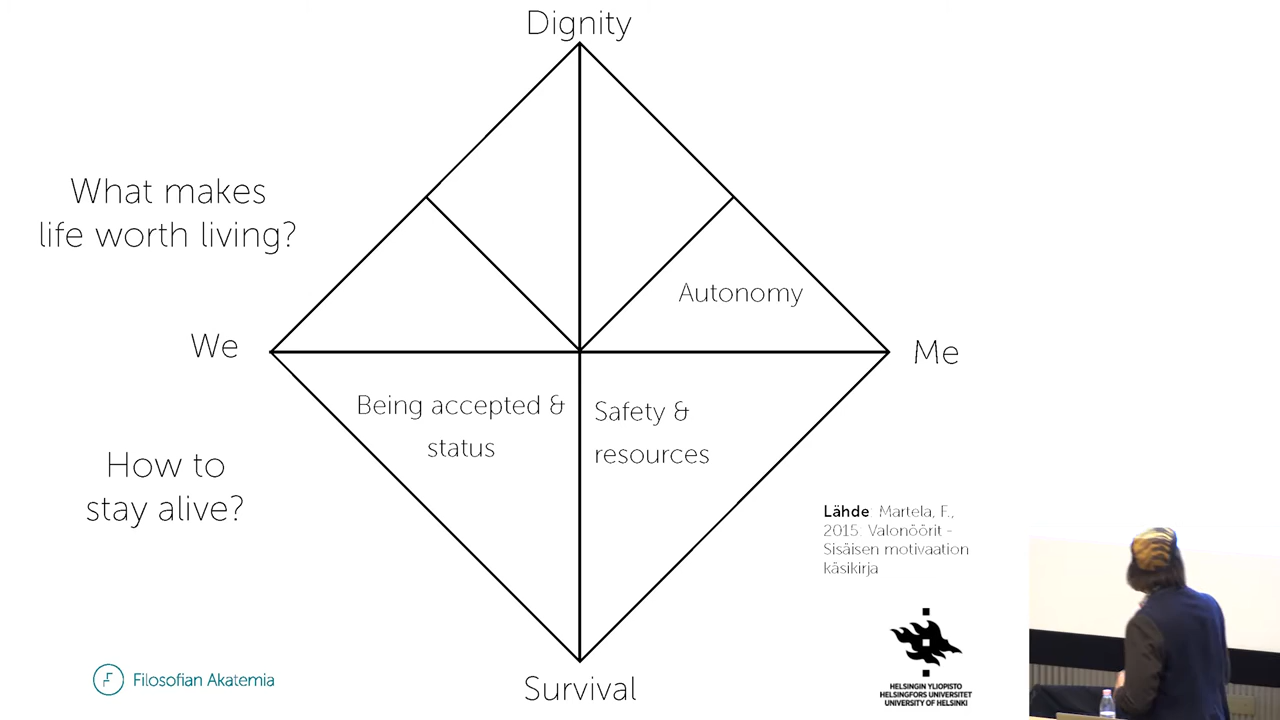 Dignity
What makes
life worth living?
Autonomy
We
Me
Being accepted &
status
Safety &
resources
How to
stay alive?
Lähde: Martela, F.,
2015: Valonöörit -
Sisäisen motivaation
käsikirja
HELSINGIN YLIOPISTO
HELSINGFORS UNIVERSITET
UNIVERSITY OF HELSINKI
Filosofian Akatemia
Survival